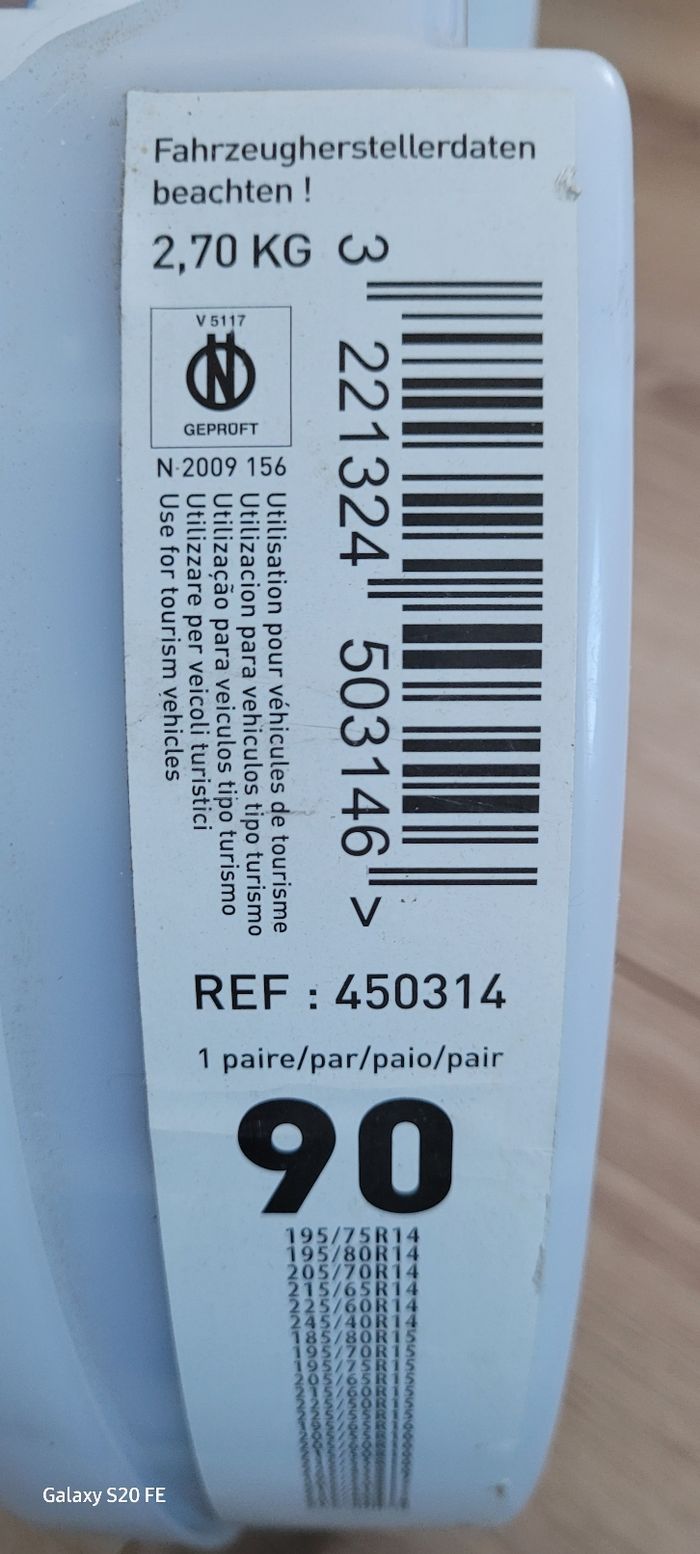 Fahrzeugherstellerdaten
beachten !
2,70 KG
3 221324 503146 >
V 5117
GEPRÜFT
N-2009 156
Utilisation pour véhicules de tourisme
Utilizacion para vehiculos tipo turismo
Utilização para veiculos tipo turismo
Utilizzare per veicoli turistici
Use for tourism vehicles
REF : 450314
1 paire/par/paio/pair
90
195/75R14
195/80R14
205/70R14
215/65R14
225/60R14
245/40R14
185/80R15
195/70R15
195/75R15
Galaxy S20 FE